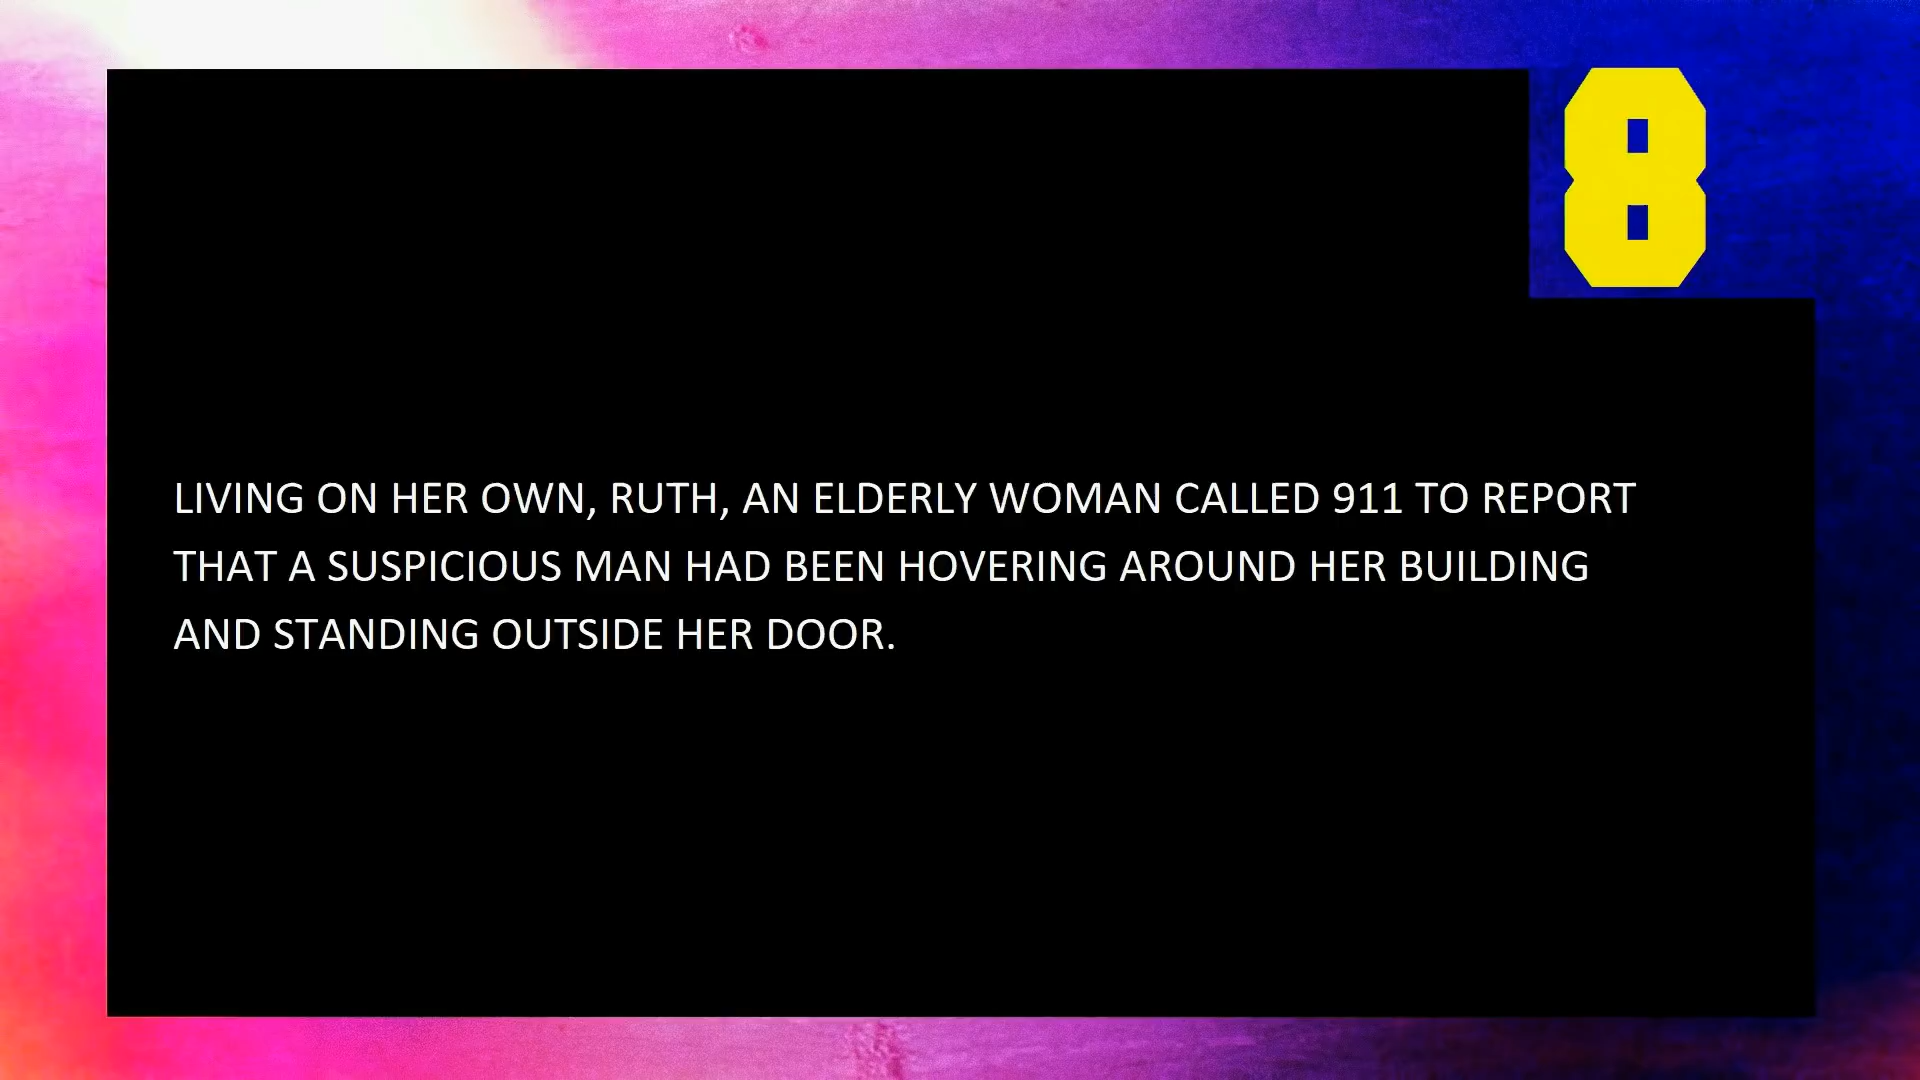 8
LIVING ON HER OWN, RUTH, AN ELDERLY WOMAN CALLED 911 TO REPORT
THAT A SUSPICIOUS MAN HAD BEEN HOVERING AROUND HER BUILDING
AND STANDING OUTSIDE HER DOOR.